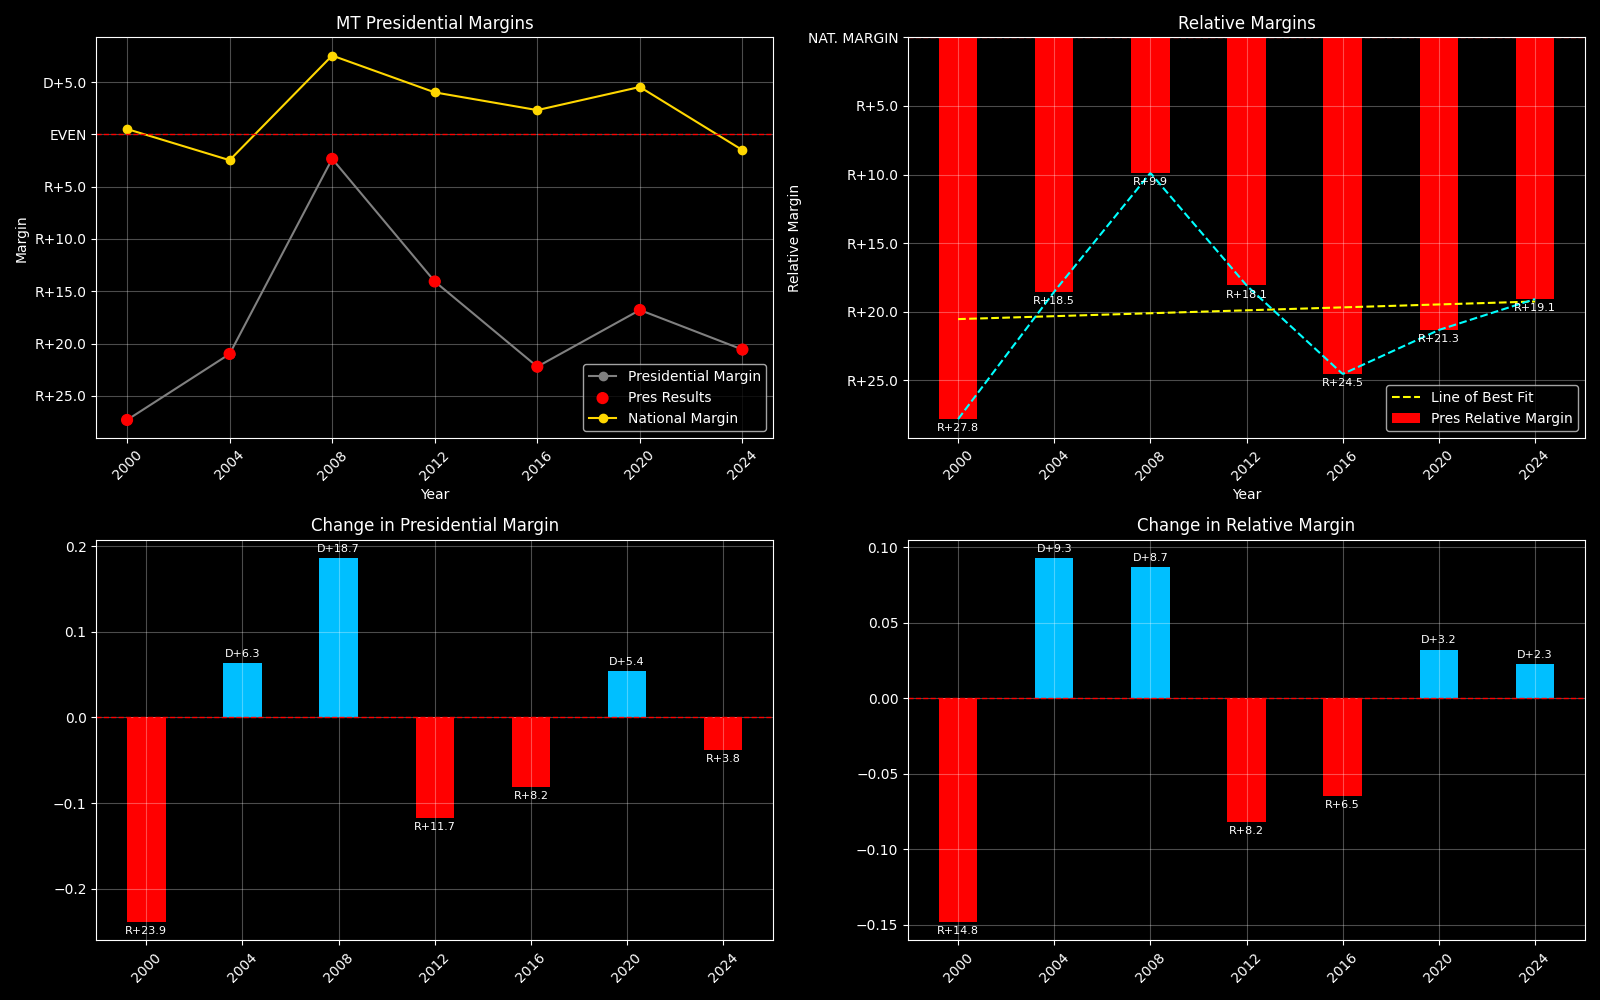 MT Presidential Margins
D+5.0
EVEN
R+5.0
R+10.0
R+15.0
R+20.0
R+25.0
Margin
Presidential Margin
Pres Results
National Margin
2000 2004 2008 2012 2016 2020 2024
Year
Relative Margins
NAT. MARGIN
R+5.0
R+10.0
R+15.0
R+20.0
R+25.0
Relative Margin
R+27.8 R+18.5 R+9.9 R+18.1 R+24.5 R+21.3 R+19.1
Line of Best Fit
Pres Relative Margin
2000 2004 2008 2012 2016 2020 2024
Year
Change in Presidential Margin
0.2
0.1
0.0
−0.1
−0.2
R+23.9 D+6.3 D+18.7 R+11.7 R+8.2 D+5.4 R+3.8
2000 2004 2008 2012 2016 2020 2024
Change in Relative Margin
0.10
0.05
0.00
−0.05
−0.10
−0.15
R+14.8 D+9.3 D+8.7 R+8.2 R+6.5 D+3.2 D+2.3
2000 2004 2008 2012 2016 2020 2024